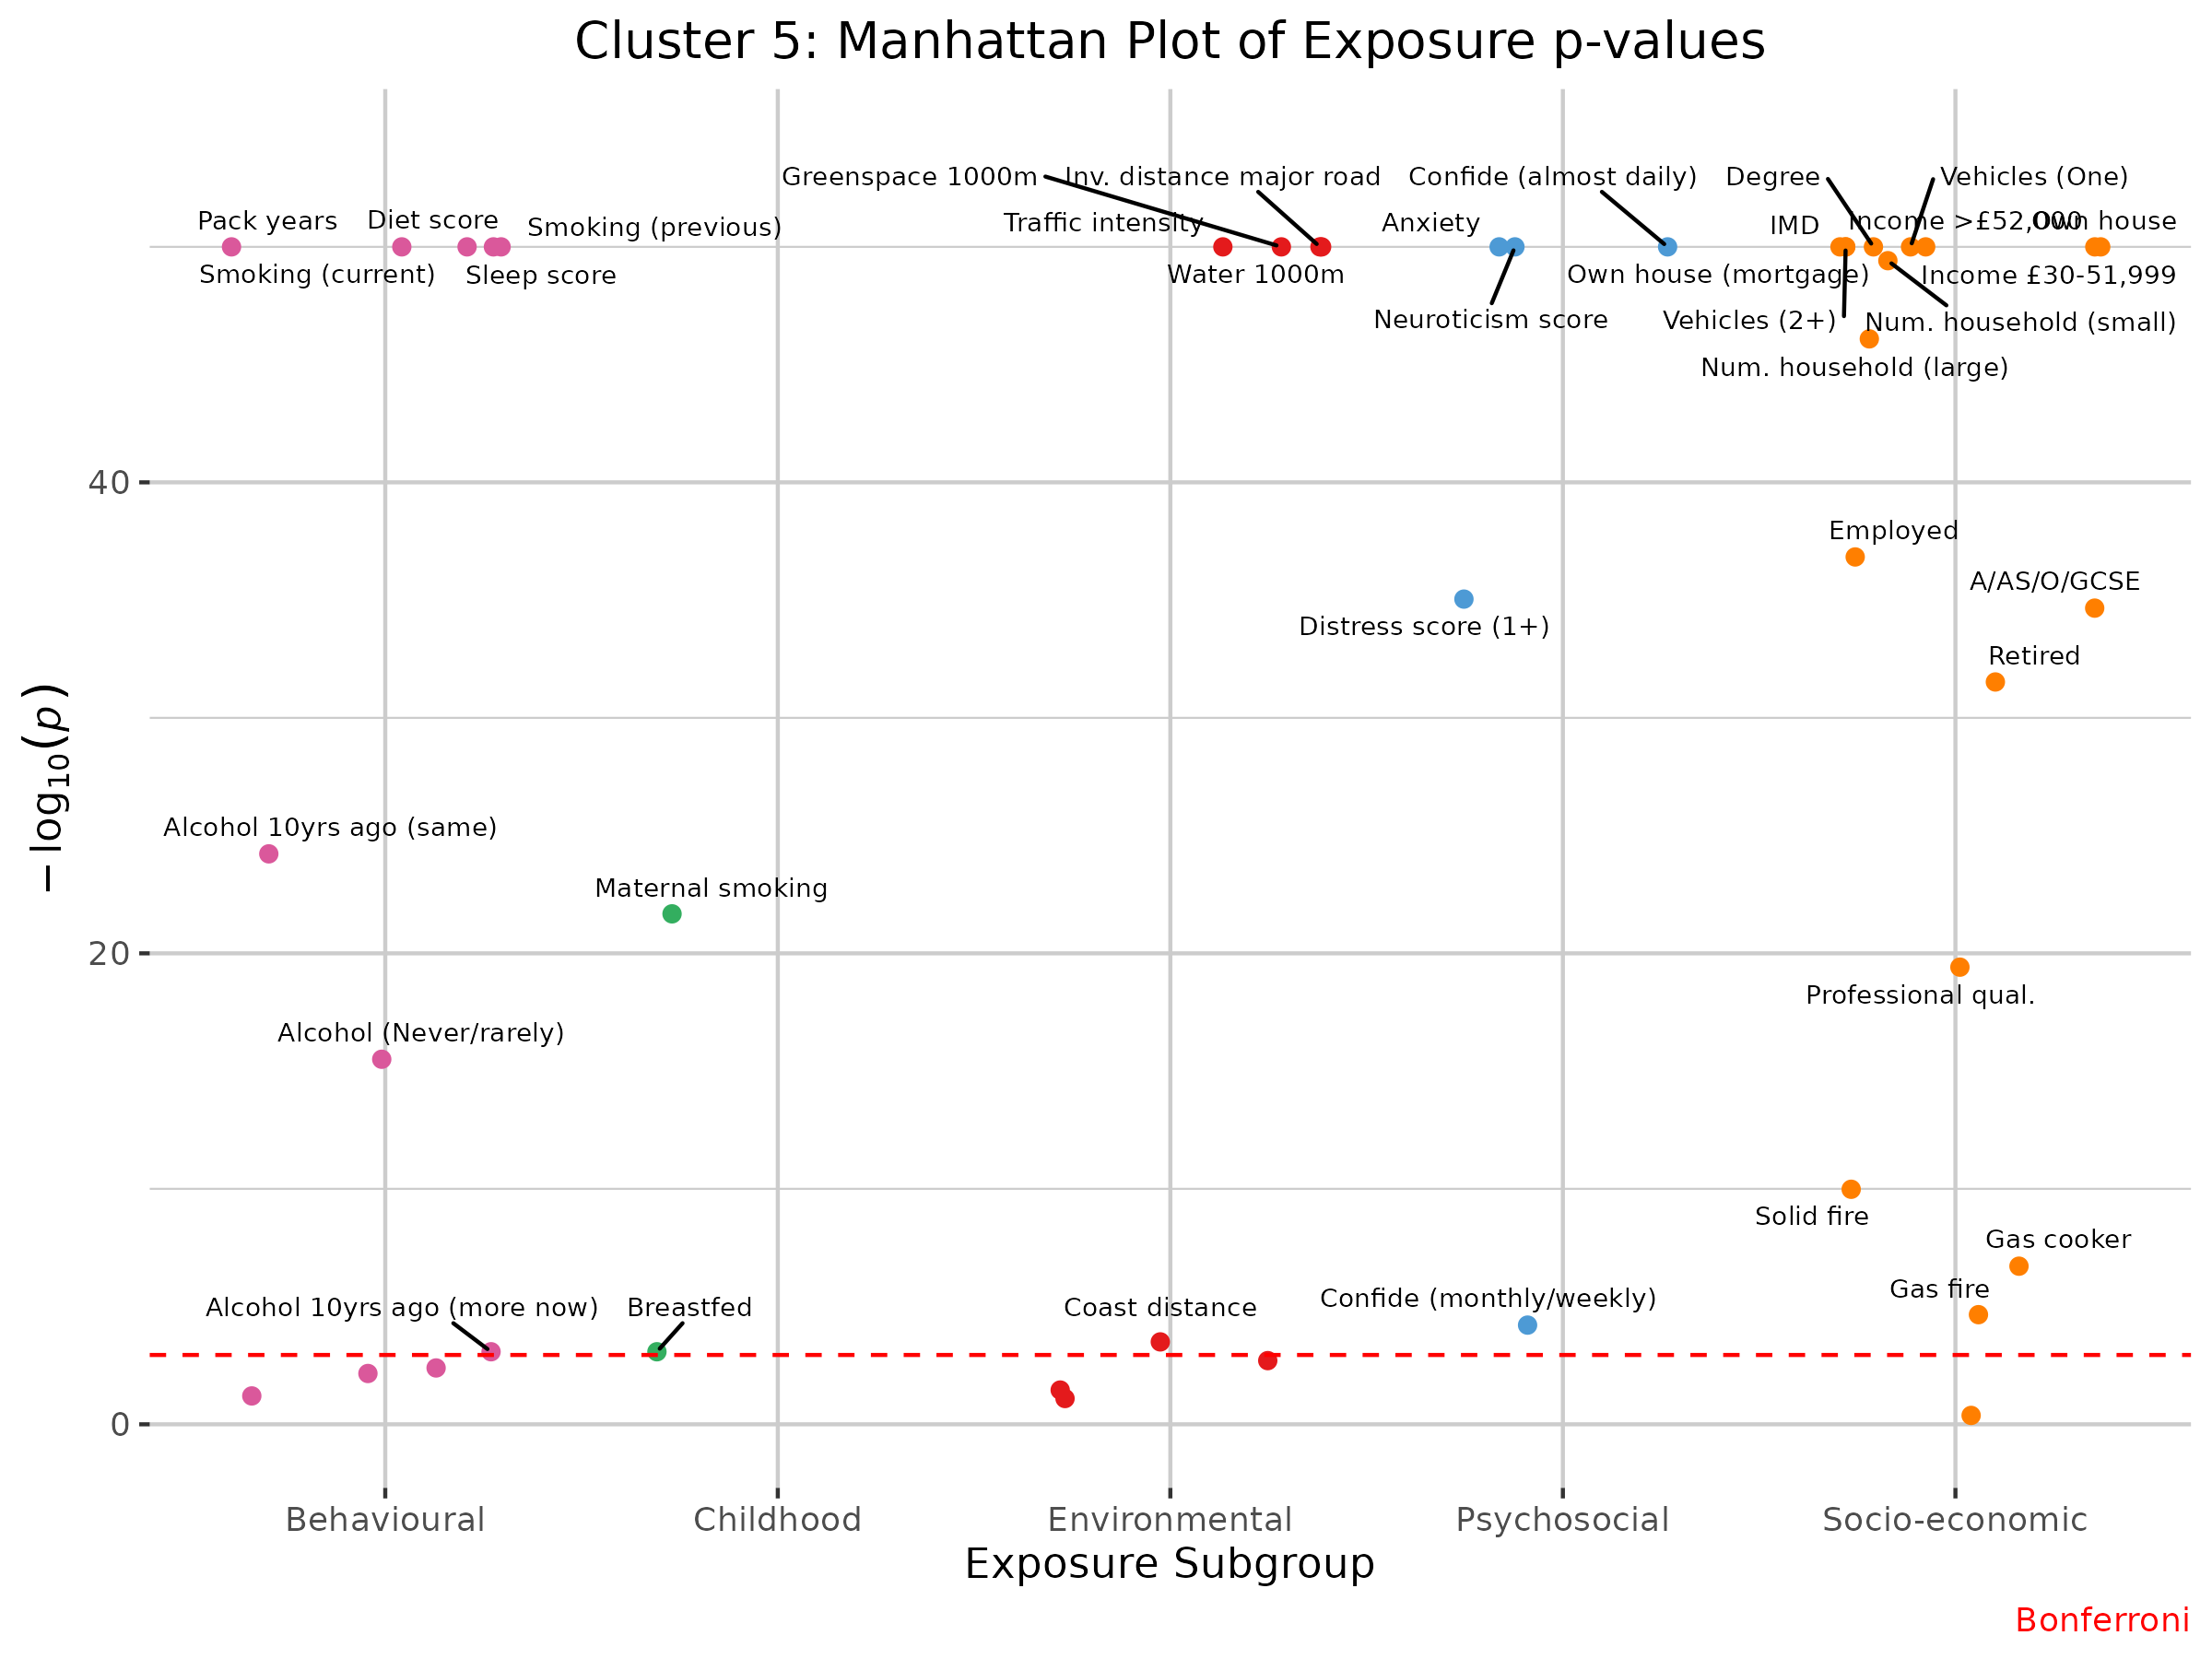 Cluster 5: Manhattan Plot of Exposure p-values
Greenspace 1000m
Inv. distance major road
Confide (almost daily)
Degree
Vehicles (One)
Pack years
Diet score
Smoking (previous)
Traffic intensity
Anxiety
IMD
Income >£52,000
Own house
Smoking (current)
Sleep score
Water 1000m
Own house (mortgage)
Income £30-51,999
Neuroticism score
Vehicles (2+)
Num. household (small)
Num. household (large)
40
Employed
A/AS/O/GCSE
Distress score (1+)
Retired
− log10(p)
Alcohol 10yrs ago (same)
Maternal smoking
20
Professional qual.
Alcohol (Never/rarely)
Solid fire
Gas cooker
Gas fire
Alcohol 10yrs ago (more now)
Breastfed
Coast distance
Confide (monthly/weekly)
0
Behavioural
Childhood
Environmental
Psychosocial
Socio-economic
Exposure Subgroup
Bonferroni